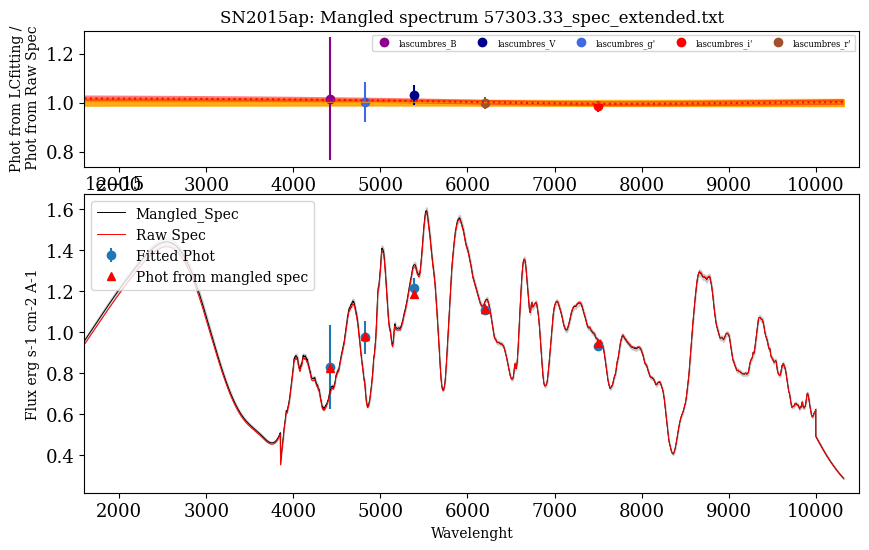 SN2015ap: Mangled spectrum 57303.33_spec_extended.txt
Phot from LCfitting /
Phot from Raw Spec
1.2
1.0
0.8
lascumbres_B
lascumbres_V
lascumbres_g'
lascumbres_i'
lascumbres_r'
2000
3000
4000
5000
6000
7000
8000
9000
10000
1e−15
Flux erg s-1 cm-2 A-1
1.6
1.4
1.2
1.0
0.8
0.6
0.4
Mangled_Spec
Raw Spec
Fitted Phot
Phot from mangled spec
2000
3000
4000
5000
6000
7000
8000
9000
10000
Wavelenght